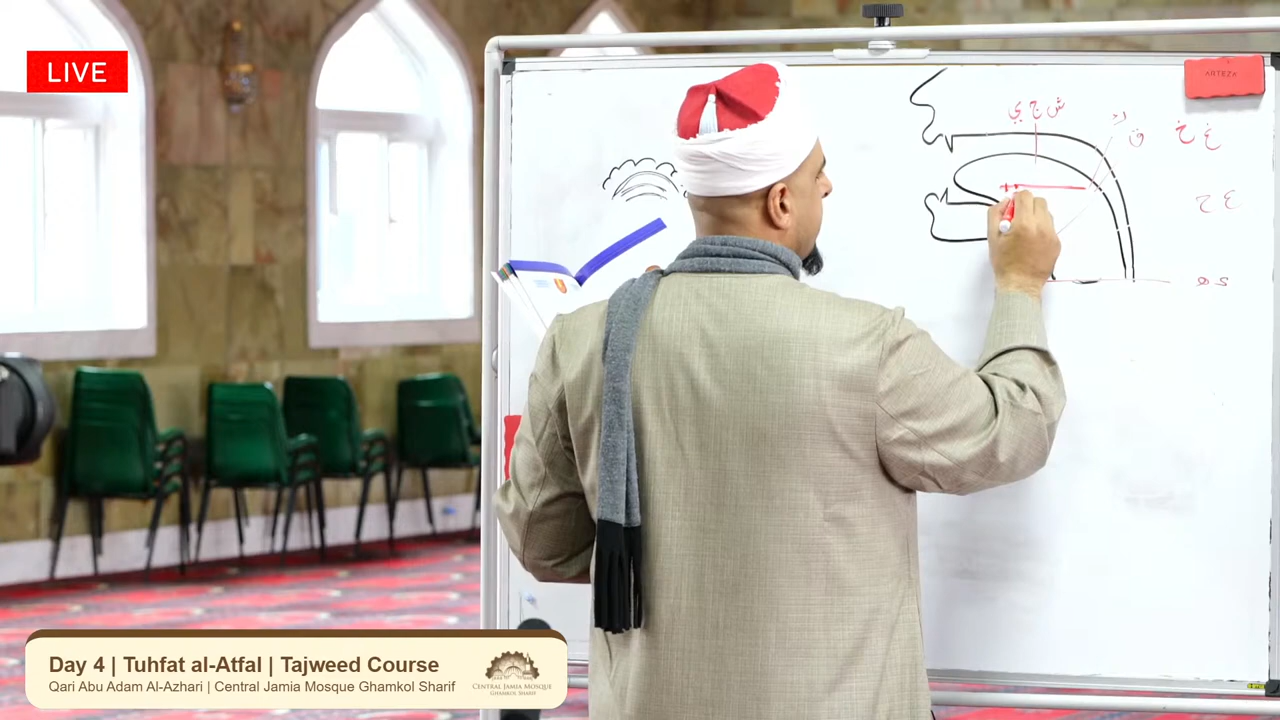 LIVE
ARTEZA
ش ج ي
ك
ق
غ خ
ع ح
ء ه
Day 4 | Tuhfat al-Atfal | Tajweed Course
Qari Abu Adam Al-Azhari | Central Jamia Mosque Ghamkol Sharif
CENTRAL JAMIA MOSQUE
GHAMKOL SHARIF